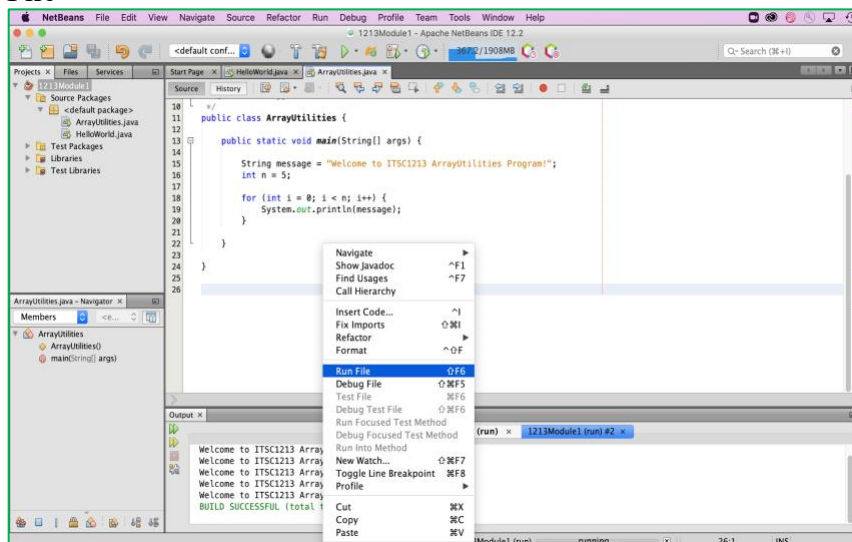 NetBeans File Edit View Navigate Source Refactor Run Debug Profile Team Tools Window Help
1213Module1 - Apache NetBeans IDE 12.2
<default conf... 367.2/1908MB Search (⌘+I)
Projects Files Services
1213Module1
Source Packages
<default package>
ArrayUtilities.java
HelloWorld.java
Test Packages
Libraries
Test Libraries
Start Page HelloWorld.java ArrayUtilities.java
Source History
10 */
11 public class ArrayUtilities {
12
13 public static void main(String[] args) {
14
15 String message = "Welcome to ITSC1213 ArrayUtilities Program!";
16 int n = 5;
17
18 for (int i = 0; i < n; i++) {
19 System.out.println(message);
20 }
21
22 }
23
24 }
25
26
ArrayUtilities.java - Navigator
Members <e...
ArrayUtilities
ArrayUtilities()
main(String[] args)
Navigate
Show Javadoc ^F1
Find Usages ^F7
Call Hierarchy
Insert Code... ^I
Fix Imports ⇧⌘I
Refactor
Format ^⇧F
Run File ⇧F6
Debug File ⇧⌘F5
Test File ⌘F6
Debug Test File ⇧⌘F6
Run Focused Test Method
Debug Focused Test Method
Run Into Method
New Watch... ⇧⌘F7
Toggle Line Breakpoint ⌘F8
Profile
Cut ⌘X
Copy ⌘C
Paste ⌘V
Output
(run) 1213Module1 (run) #2
Welcome to ITSC1213 Array
Welcome to ITSC1213 Array
Welcome to ITSC1213 Array
Welcome to ITSC1213 Array
Welcome to ITSC1213 Array
BUILD SUCCESSFUL (total
(run) running 26:1 INS